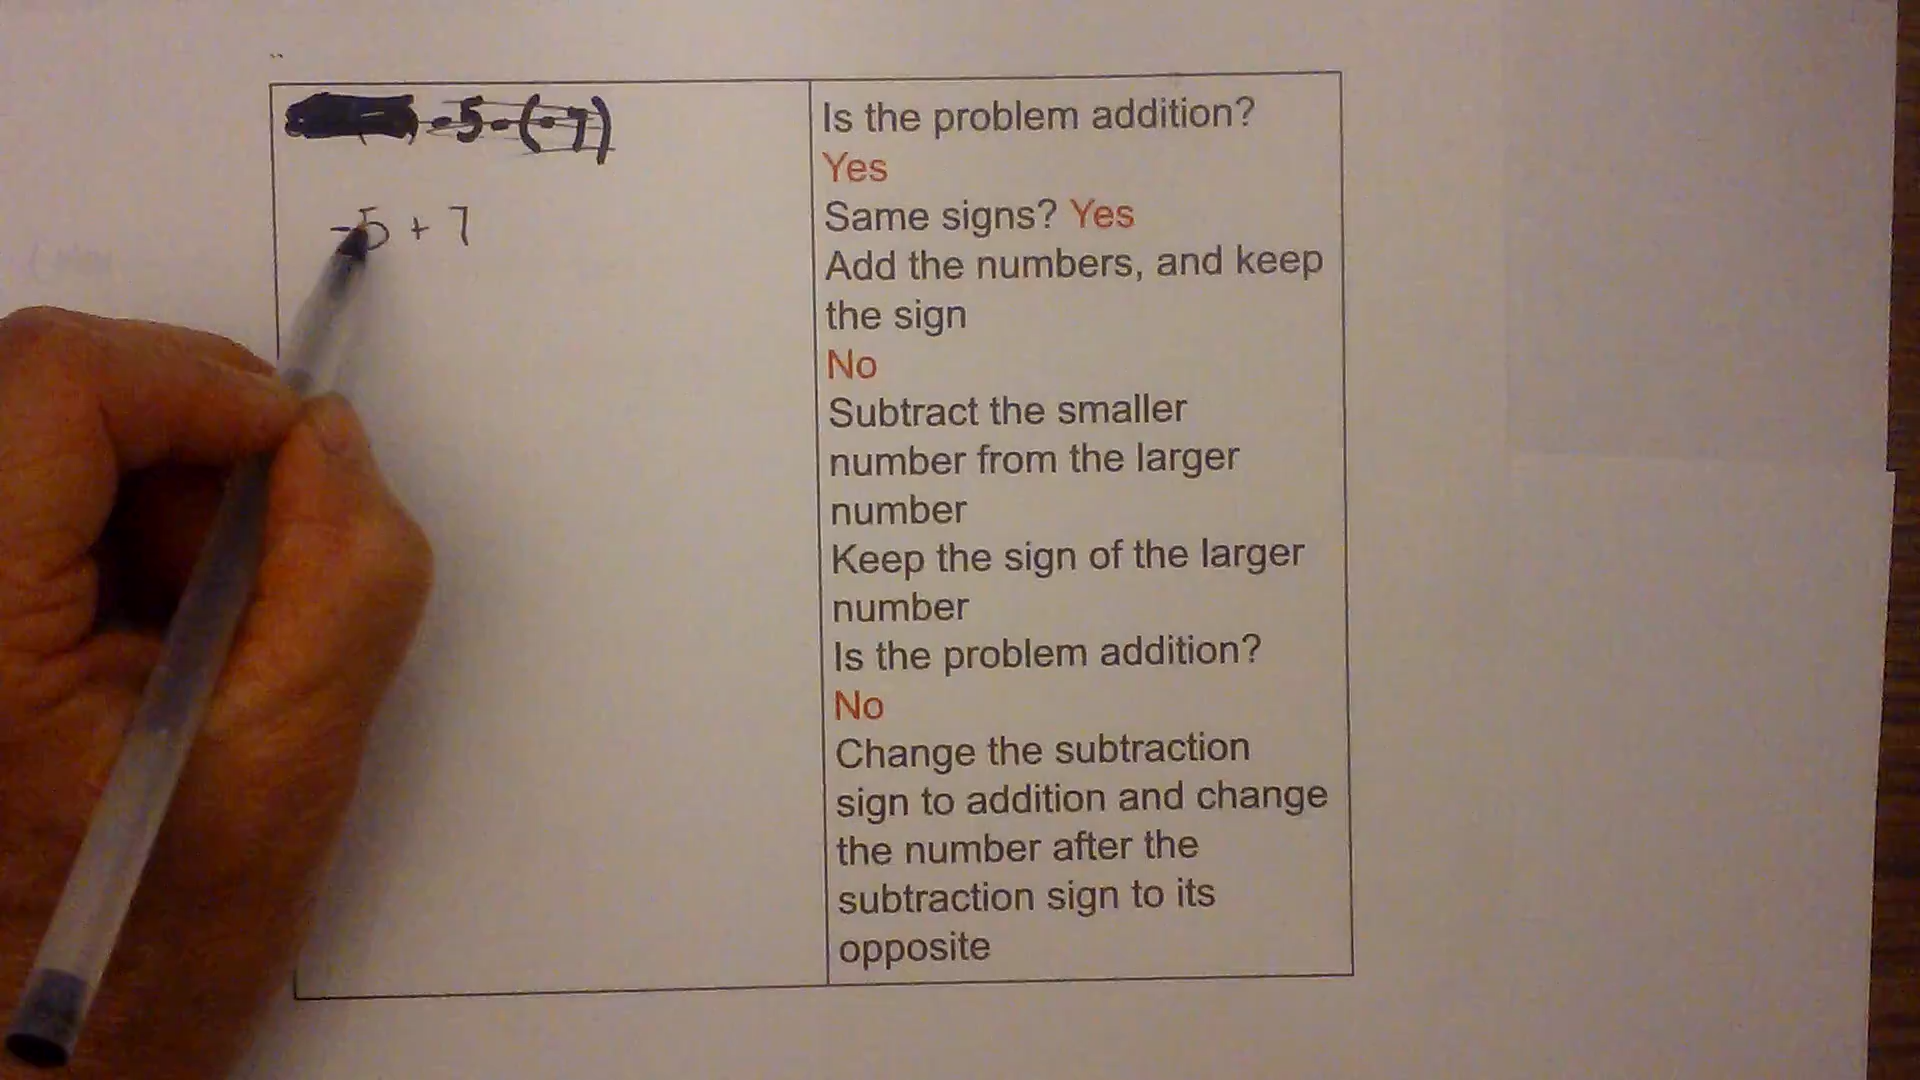 -5-(-7)
-5 + 7
Is the problem addition?
Yes
Same signs? Yes
Add the numbers, and keep
the sign
No
Subtract the smaller
number from the larger
number
Keep the sign of the larger
number
Is the problem addition?
No
Change the subtraction
sign to addition and change
the number after the
subtraction sign to its
opposite